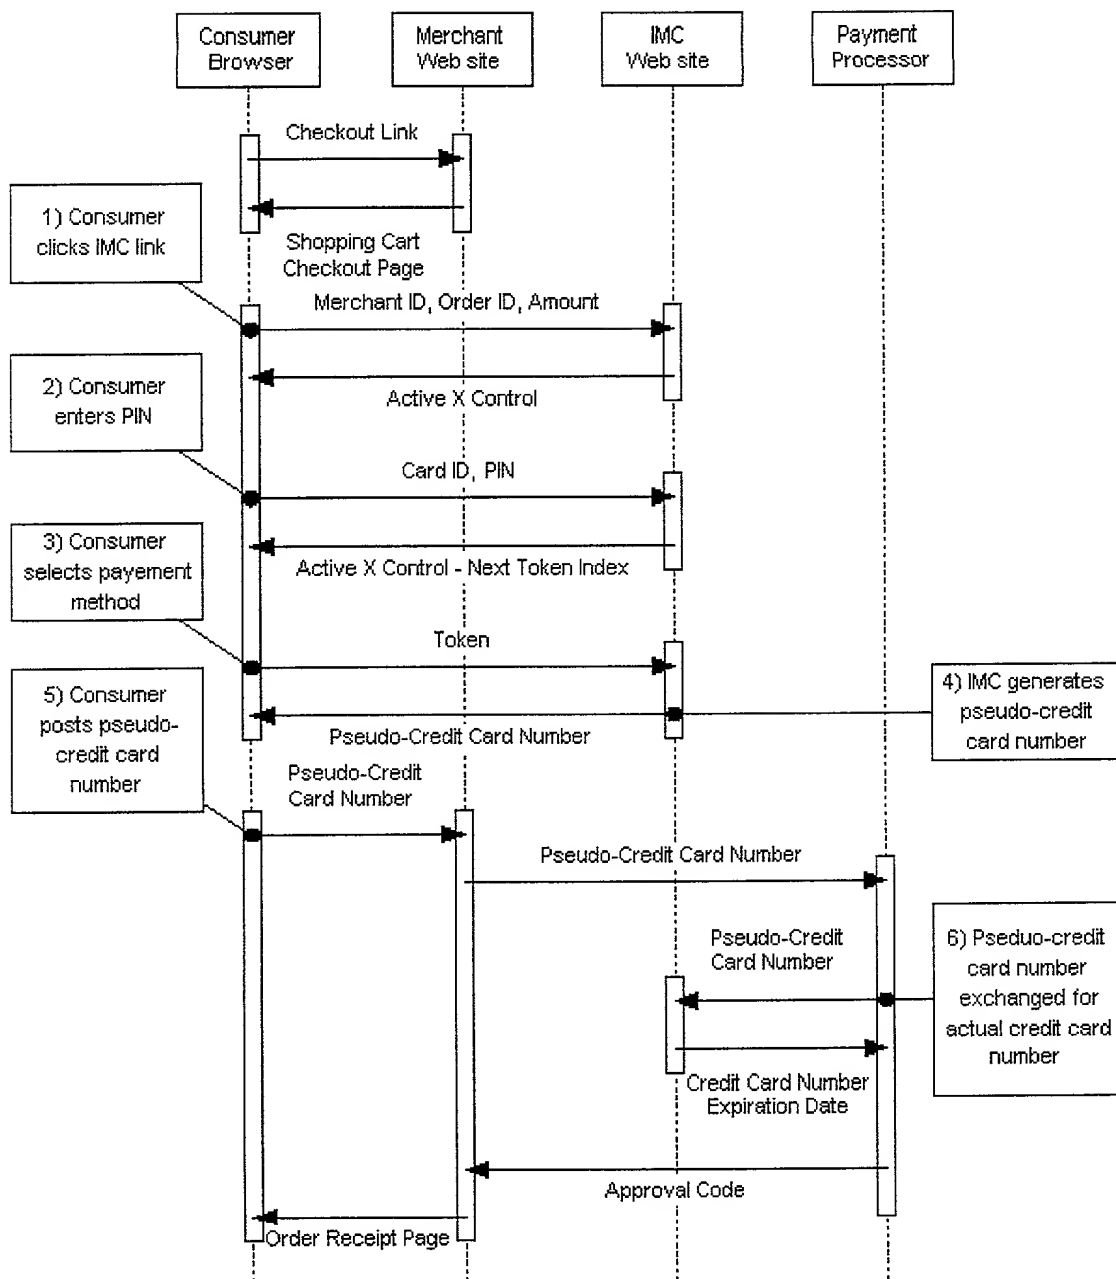 Consumer
Browser
Merchant
Web site
IMC
Web site
Payment
Processor
Checkout Link
1) Consumer
clicks IMC link
Shopping Cart
Checkout Page
Merchant ID, Order ID, Amount
2) Consumer
enters PIN
Active X Control
Card ID, PIN
3) Consumer
selects payement
method
Active X Control - Next Token Index
Token
5) Consumer
posts pseudo-
credit card
number
4) IMC generates
pseudo-credit
card number
Pseudo-Credit Card Number
Pseudo-Credit
Card Number
Pseudo-Credit Card Number
Pseudo-Credit
Card Number
6) Pseduo-credit
card number
exchanged for
actual credit card
number
Credit Card Number
Expiration Date
Approval Code
Order Receipt Page